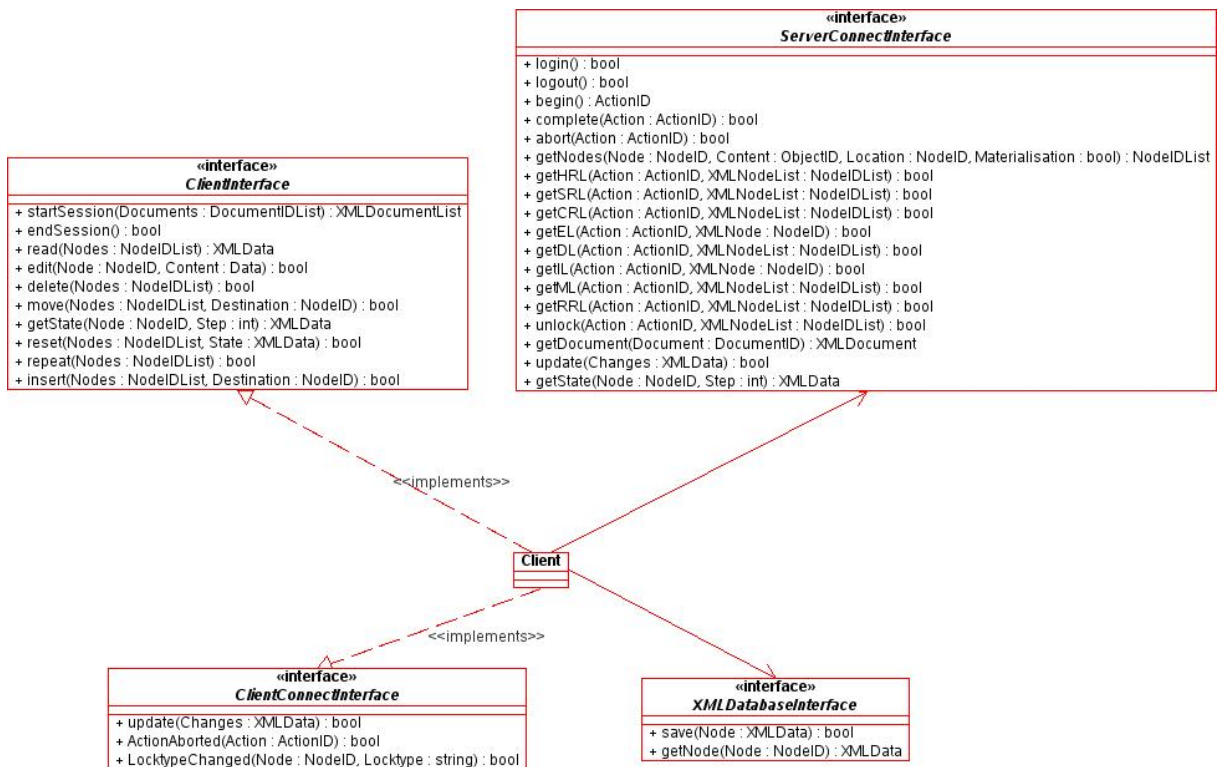 «interface»
ServerConnectInterface
+ login() : bool
+ logout() : bool
+ begin() : ActionID
+ complete(Action : ActionID) : bool
+ abort(Action : ActionID) : bool
+ getNodes(Node : NodeID, Content : ObjectID, Location : NodeID, Materialisation : bool) : NodeIDList
+ getHRL(Action : ActionID, XMLNodeList : NodeIDList) : bool
+ getSRL(Action : ActionID, XMLNodeList : NodeIDList) : bool
+ getCRL(Action : ActionID, XMLNodeList : NodeIDList) : bool
+ getEL(Action : ActionID, XMLNode : NodeID) : bool
+ getDL(Action : ActionID, XMLNodeList : NodeIDList) : bool
+ getIL(Action : ActionID, XMLNode : NodeID) : bool
+ getML(Action : ActionID, XMLNodeList : NodeIDList) : bool
+ getRRL(Action : ActionID, XMLNodeList : NodeIDList) : bool
+ unlock(Action : ActionID, XMLNodeList : NodeIDList) : bool
+ getDocument(Document : DocumentID) : XMLDocument
+ update(Changes : XMLData) : bool
+ getState(Node : NodeID, Step : int) : XMLData
«interface»
ClientInterface
+ startSession(Documents : DocumentIDList) : XMLDocumentList
+ endSession() : bool
+ read(Nodes : NodeIDList) : XMLData
+ edit(Node : NodeID, Content : Data) : bool
+ delete(Nodes : NodeIDList) : bool
+ move(Nodes : NodeIDList, Destination : NodeID) : bool
+ getState(Node : NodeID, Step : int) : XMLData
+ reset(Nodes : NodeIDList, State : XMLData) : bool
+ repeat(Nodes : NodeIDList) : bool
+ insert(Nodes : NodeIDList, Destination : NodeID) : bool
<<implements>>
Client
<<implements>>
«interface»
ClientConnectInterface
+ update(Changes : XMLData) : bool
+ ActionAborted(Action : ActionID) : bool
+ LocktypeChanged(Node : NodeID, Locktype : string) : bool
«interface»
XMLDatabaseInterface
+ save(Node : XMLData) : bool
+ getNode(Node : NodeID) : XMLData